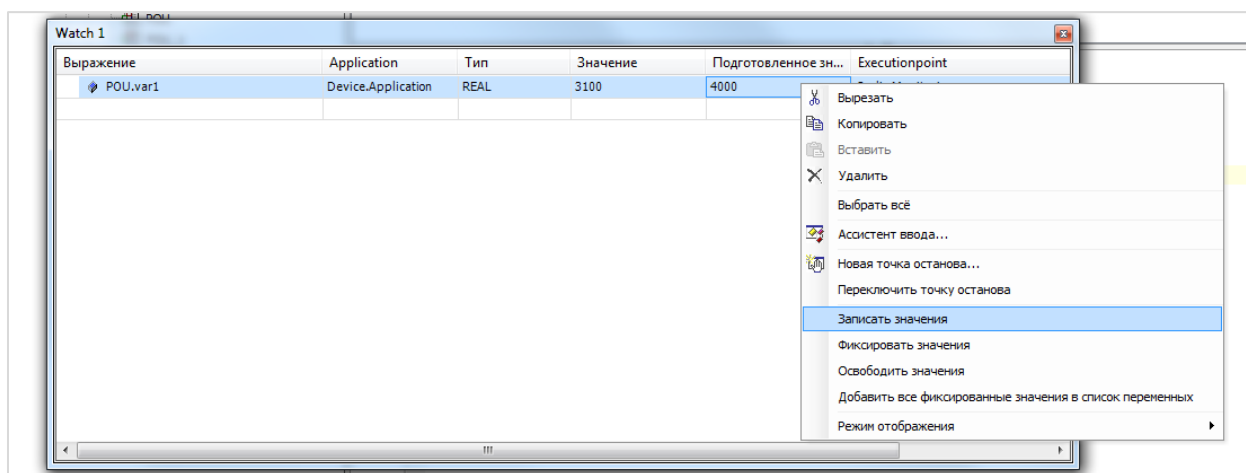 POU
Watch 1
Выражение Application Тип Значение Подготовленное зн... Executionpoint
POU.var1 Device.Application REAL 3100 4000
Вырезать
Копировать
Вставить
Удалить
Выбрать всё
Ассистент ввода...
Новая точка останова...
Переключить точку останова
Записать значения
Фиксировать значения
Освободить значения
Добавить все фиксированные значения в список переменных
Режим отображения